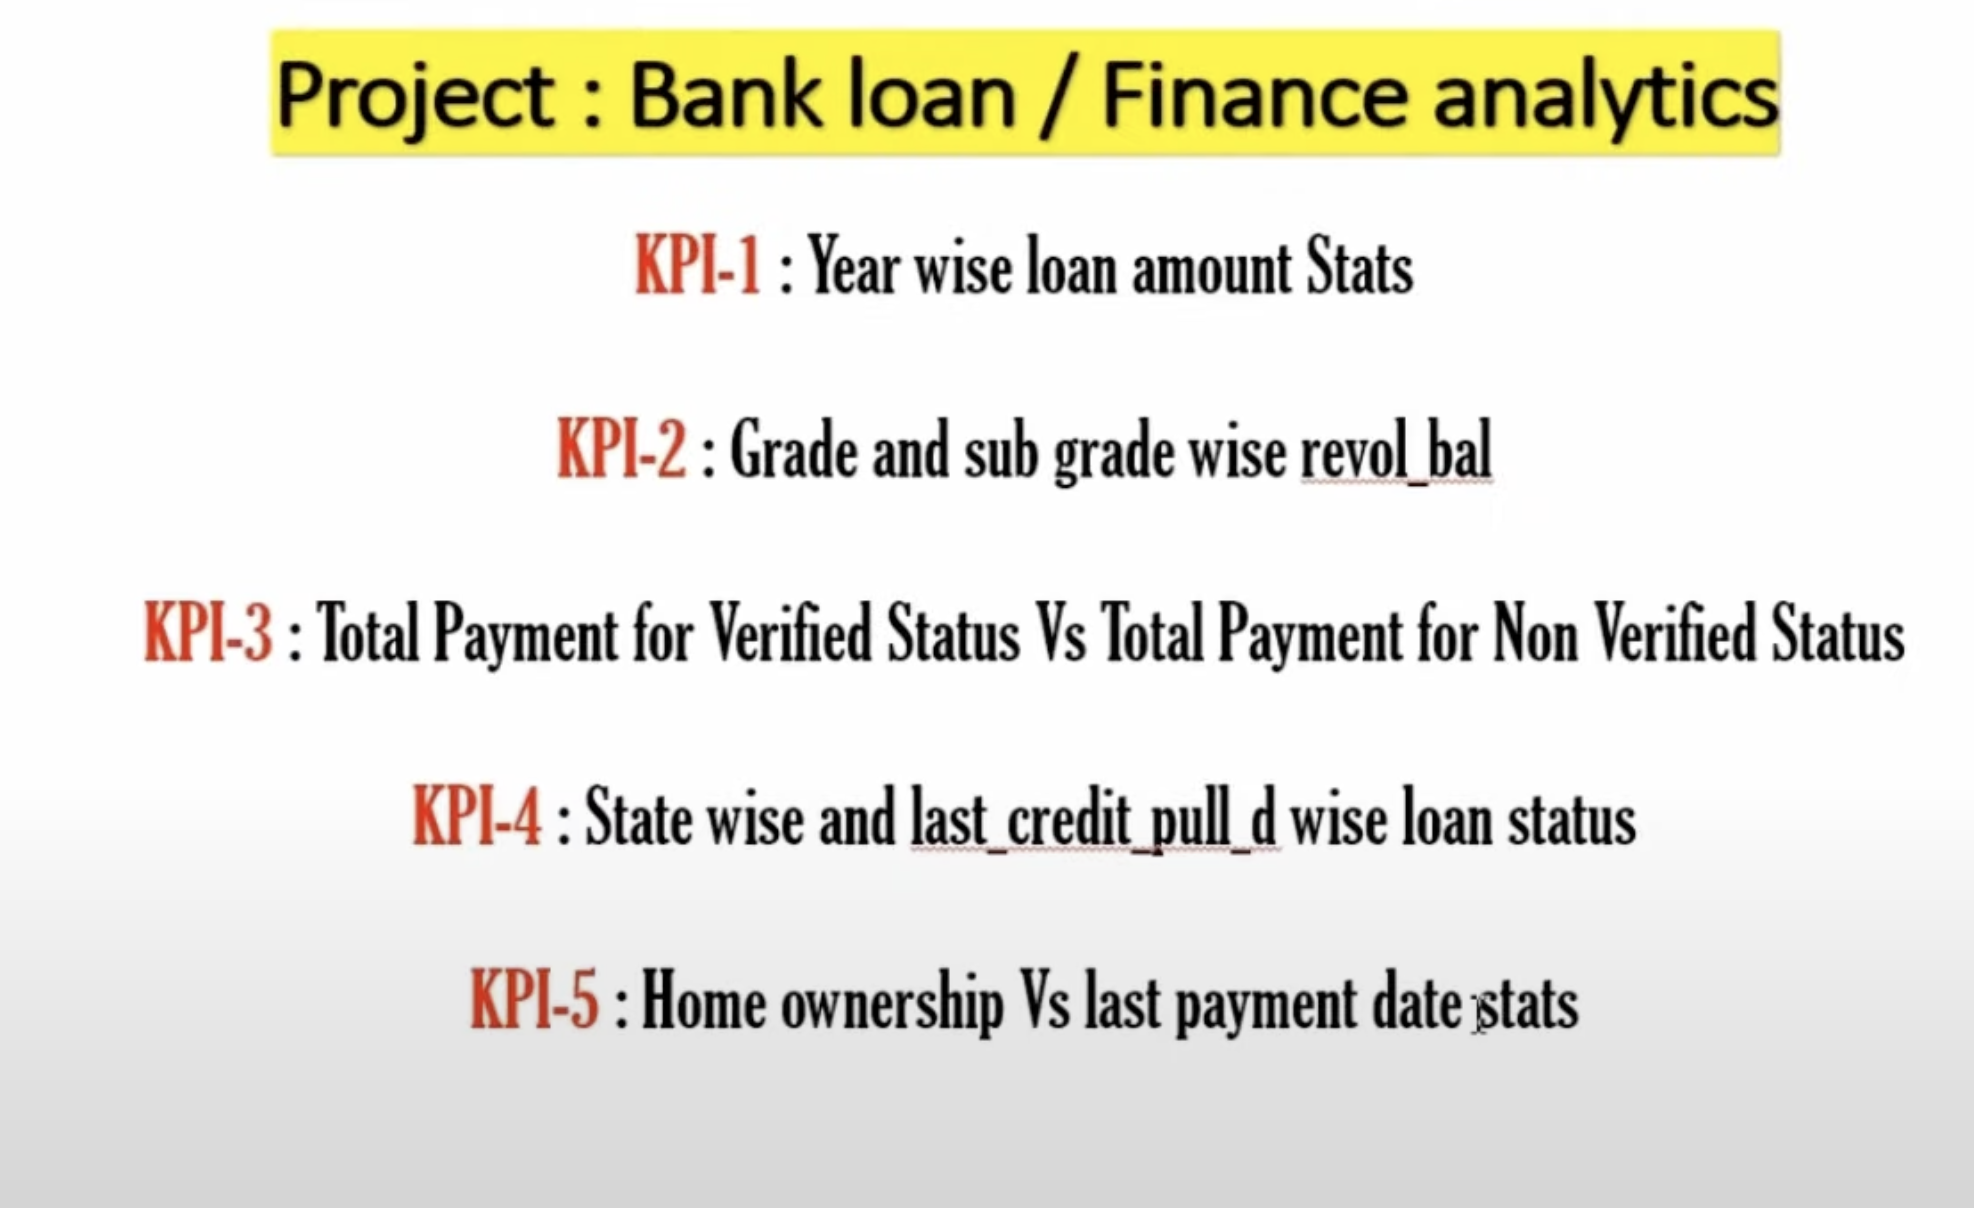 Project : Bank loan / Finance analytics
KPI-1 : Year wise loan amount Stats
KPI-2 : Grade and sub grade wise revol_bal
KPI-3 : Total Payment for Verified Status Vs Total Payment for Non Verified Status
KPI-4 : State wise and last_credit_pull_d wise loan status
KPI-5 : Home ownership Vs last payment date stats